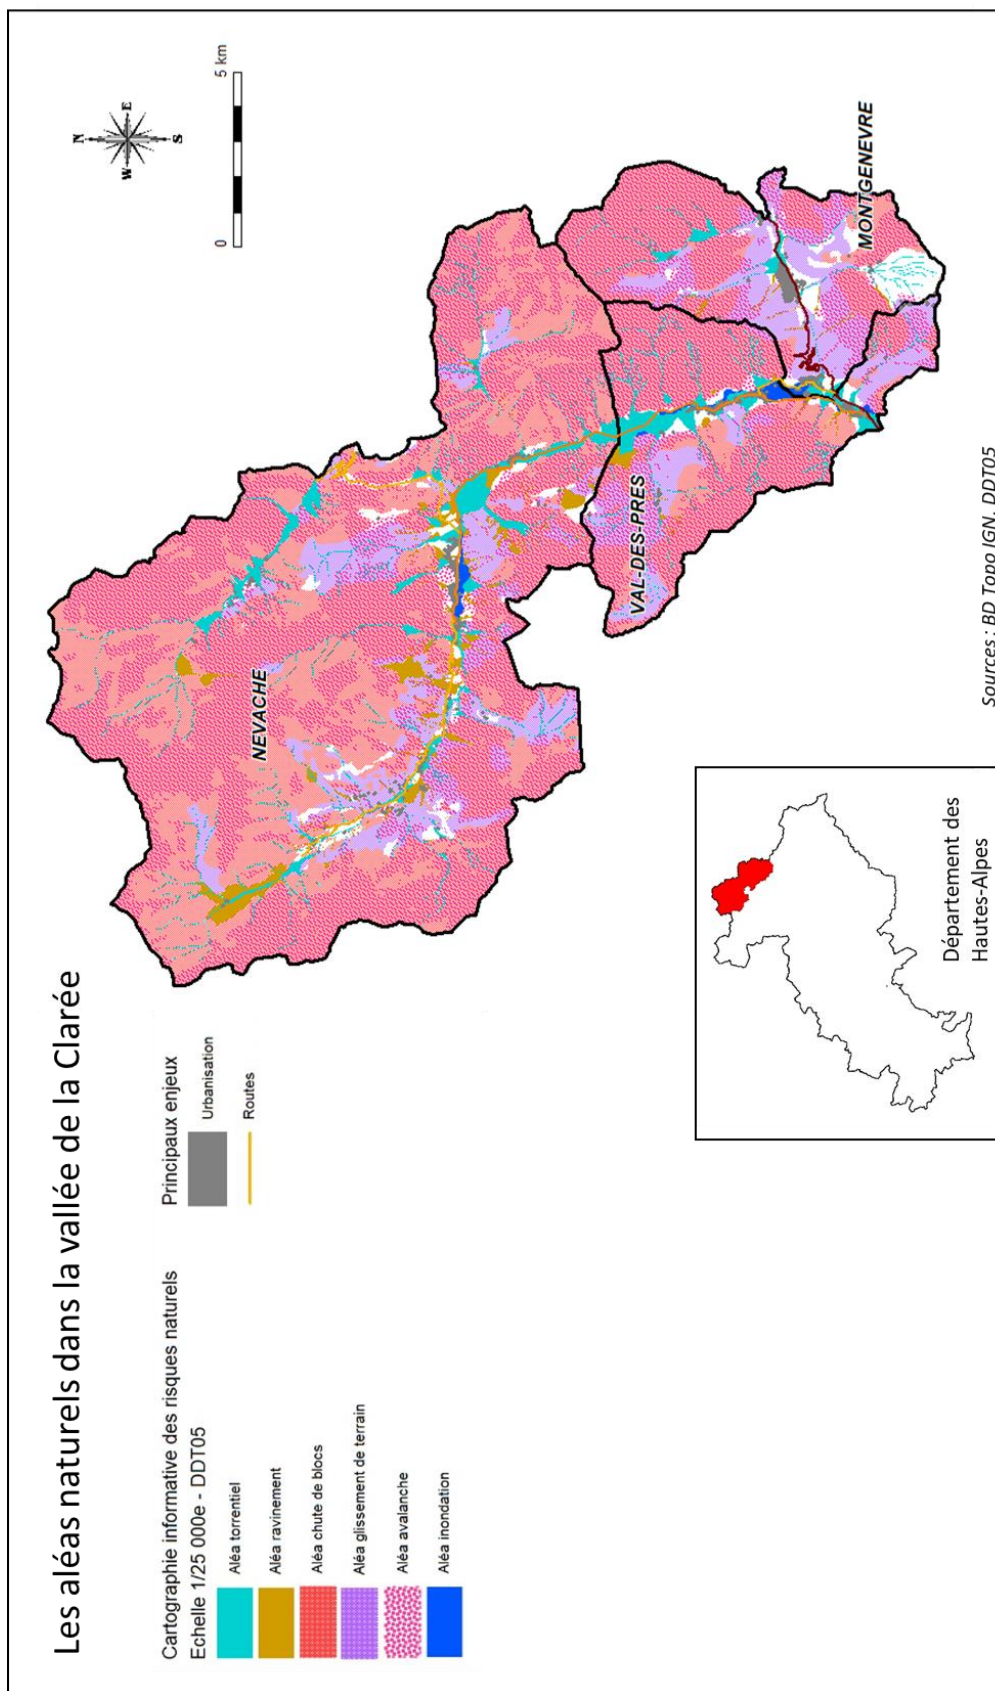 Les aléas naturels dans la vallée de la Clarée
Cartographie informative des risques naturels
Echelle 1/25 000e - DDT05
Aléa torrentiel
Aléa ravinement
Aléa chute de blocs
Aléa glissement de terrain
Aléa avalanche
Aléa inondation
Principaux enjeux
Urbanisation
Routes
N
W
E
S
0
5 km
NEVACHE
VAL-DES-PRES
MONTGENEVRE
Département des
Hautes-Alpes
Sources : BD Topo IGN, DDT05